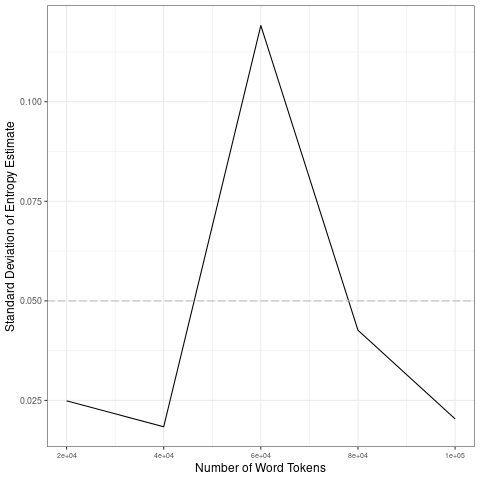 Standard Deviation of Entropy Estimate
0.100
0.075
0.050
0.025
2e+04 4e+04 6e+04 8e+04 1e+05
Number of Word Tokens